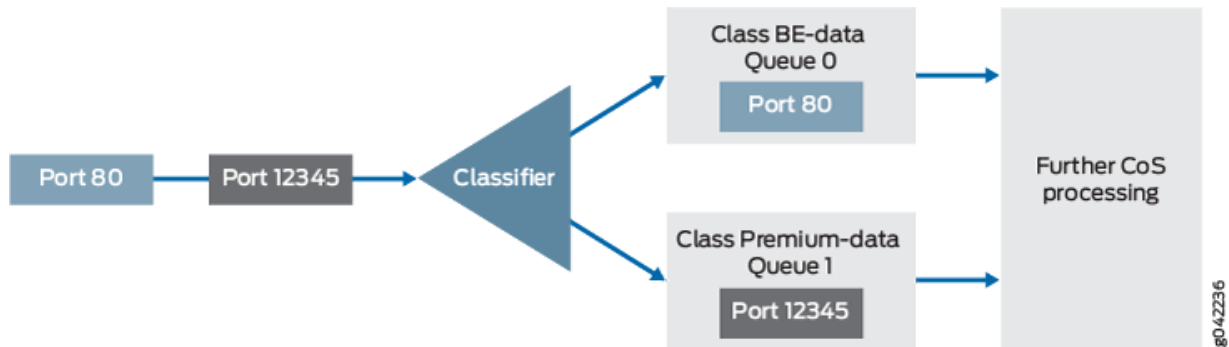 Port 80
Port 12345
Classifier
Class BE-data
Queue 0
Port 80
Class Premium-data
Queue 1
Port 12345
Further CoS
processing
g042236